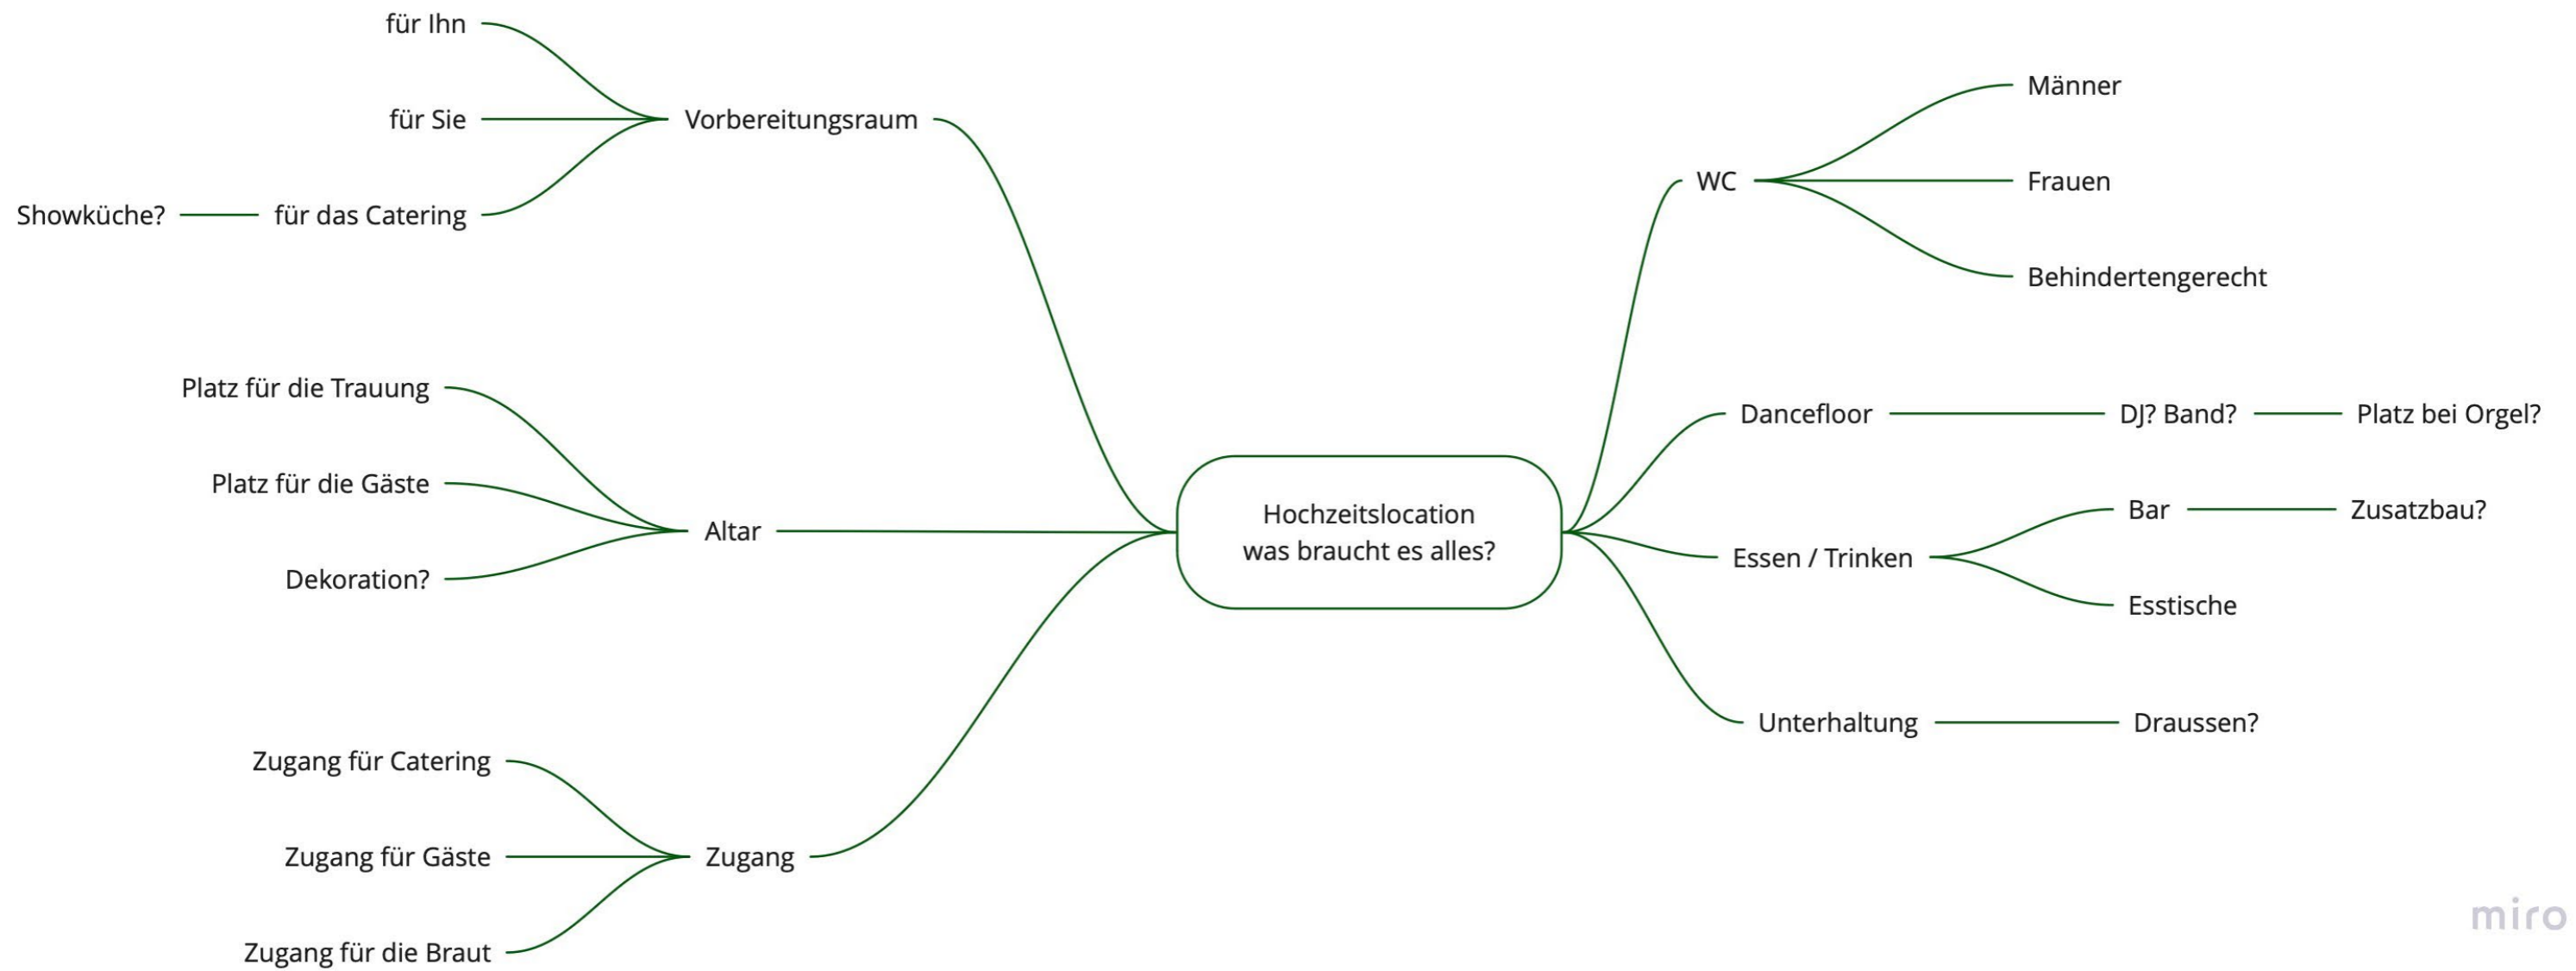 für Ihn
für Sie
Vorbereitungsraum
Showküche?
für das Catering
Platz für die Trauung
Platz für die Gäste
Altar
Dekoration?
Zugang für Catering
Zugang für Gäste
Zugang
Zugang für die Braut
Hochzeitslocation
was braucht es alles?
WC
Männer
Frauen
Behindertengerecht
Dancefloor
DJ? Band?
Platz bei Orgel?
Essen / Trinken
Bar
Zusatzbau?
Esstische
Unterhaltung
Draussen?
miro